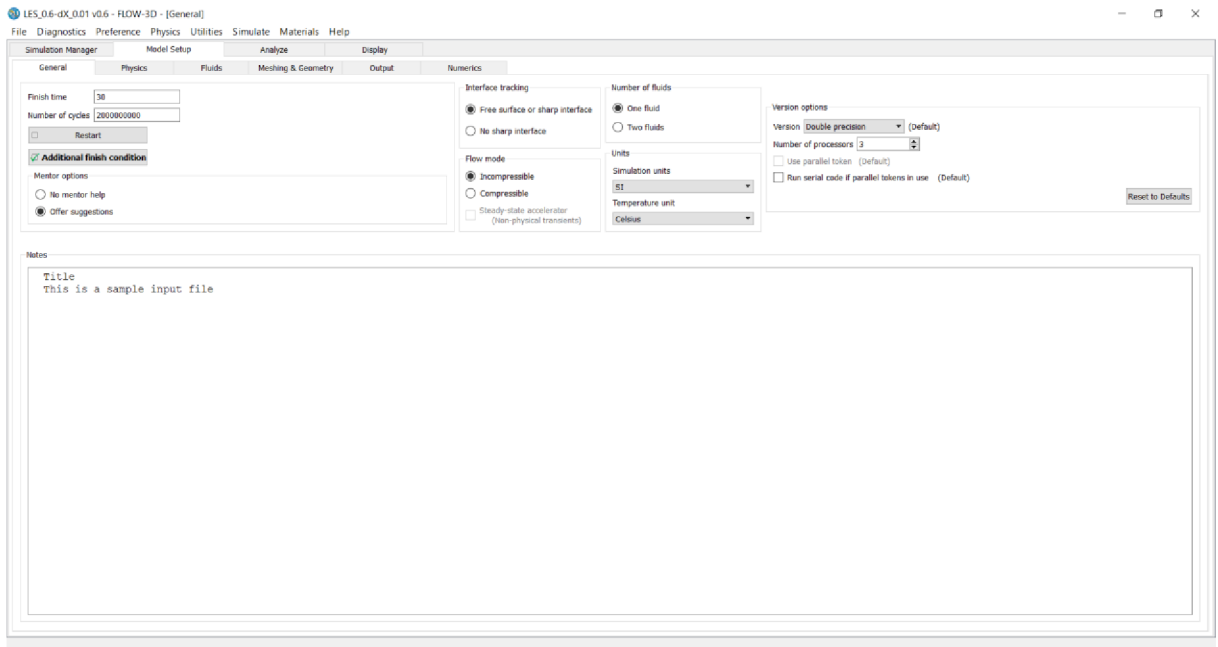 LES_0.6-dX_0.01 v0.6 - FLOW-3D - [General]
File Diagnostics Preference Physics Utilities Simulate Materials Help
Simulation Manager Model Setup Analyze Display
General Physics Fluids Meshing & Geometry Output Numerics
Finish time 30
Number of cycles 2000000000
Restart
Additional finish condition
Mentor options
No mentor help
Offer suggestions
Interface tracking
Free surface or sharp interface
No sharp interface
Flow mode
Incompressible
Compressible
Steady-state accelerator
(Non-physical transients)
Number of fluids
One fluid
Two fluids
Units
Simulation units
SI
Temperature unit
Celsius
Version options
Version Double precision (Default)
Number of processors 3
Use parallel token (Default)
Run serial code if parallel tokens in use (Default)
Reset to Defaults
Notes
Title
This is a sample input file